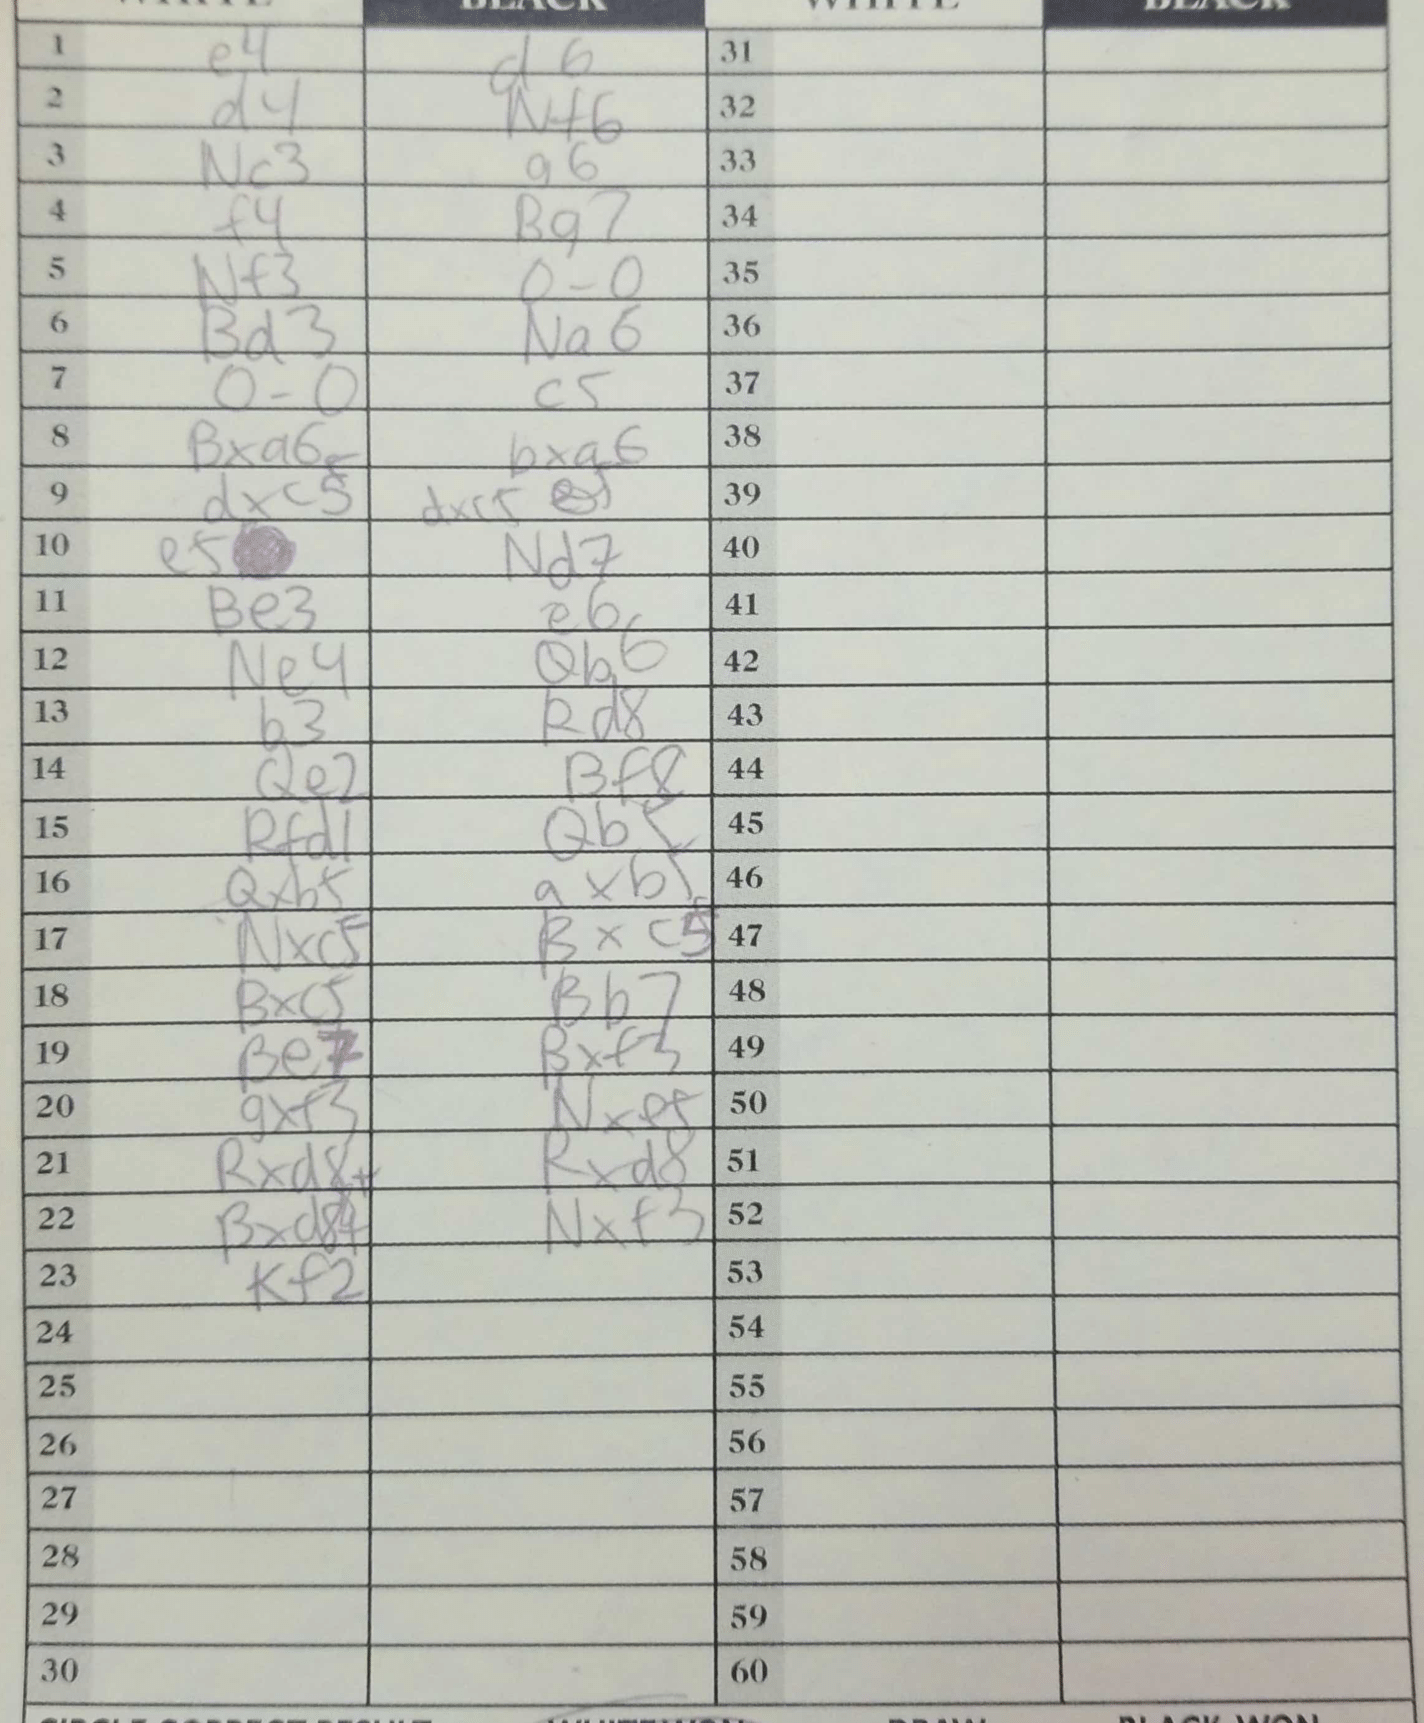 WHITE BLACK WHITE BLACK
1 e4 d6 31
2 d4 Nf6 32
3 Nc3 g6 33
4 f4 Bg7 34
5 Nf3 0-0 35
6 Bd3 Na6 36
7 0-0 c5 37
8 Bxa6 bxa6 38
9 dxc5 dxc5 39
10 e5 Nd7 40
11 Be3 e6 41
12 Ne4 Qb6 42
13 b3 Rd8 43
14 Qe2 Bf8 44
15 Rfd1 Qb5 45
16 Qxb5 axb5 46
17 Nxc5 Bxc5 47
18 Bxc5 Bb7 48
19 Be7 Bxf3 49
20 gxf3 Nxe5 50
21 Rxd8+ Rxd8 51
22 Bxd8 Nxf3 52
23 Kf2 53
24 54
25 55
26 56
27 57
28 58
29 59
30 60
CIRCLE CORRECT RESULT WHITE WON DRAW BLACK WON